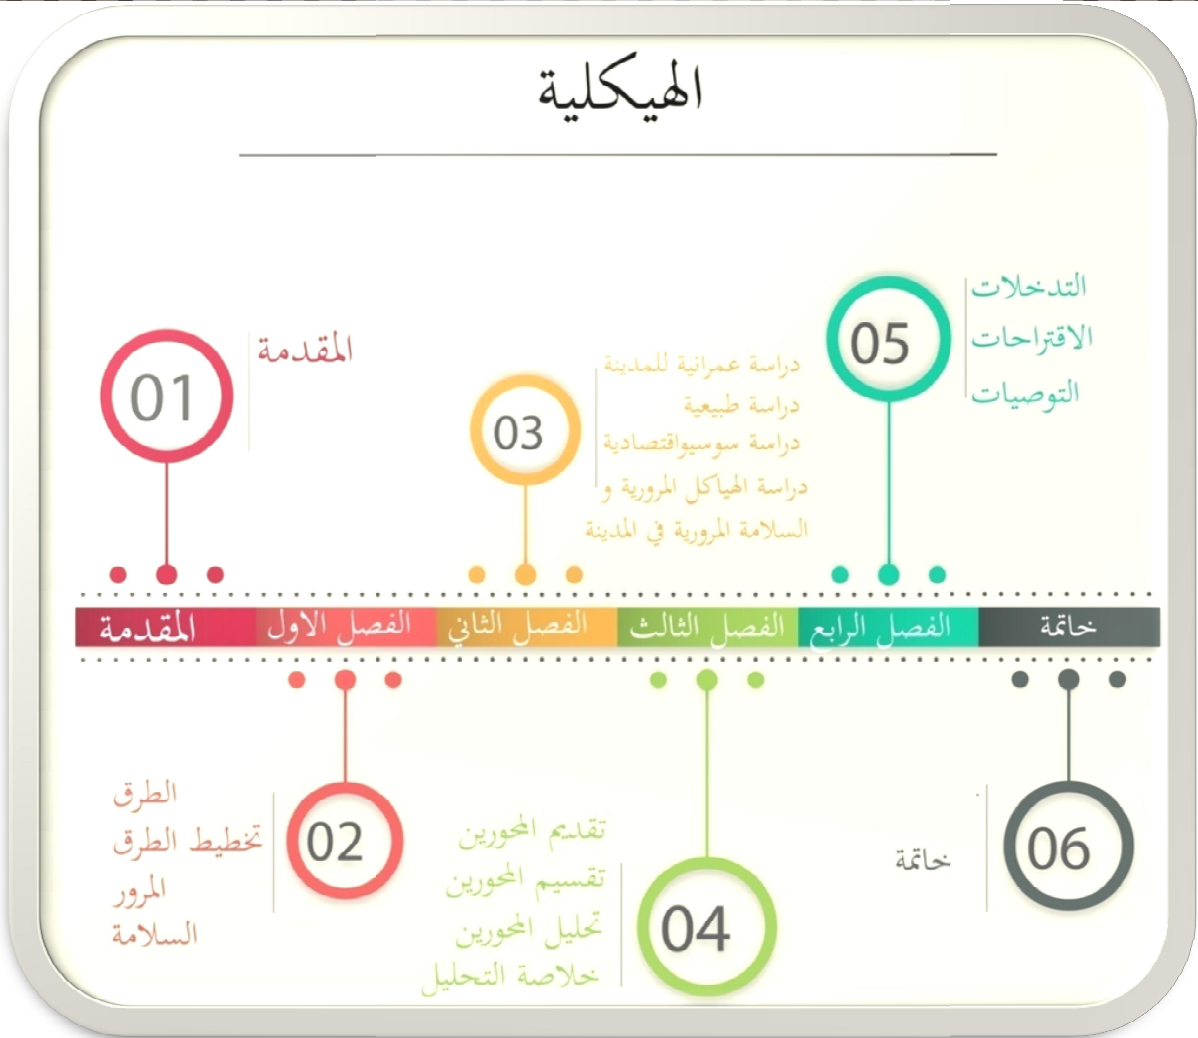 الهيكلية
01
المقدمة
03
دراسة عمرانية للمدينة
دراسة طبيعية
دراسة سوسيواقتصادية
دراسة الهياكل المرورية و
السلامة المرورية في المدينة
05
التدخلات
الاقتراحات
التوصيات
المقدمة
الفصل الاول
الفصل الثاني
الفصل الثالث
الفصل الرابع
خاتمة
الطرق
تخطيط الطرق
المرور
السلامة
02
تقديم المحورين
تقسيم المحورين
تحليل المحورين
خلاصة التحليل
04
خاتمة
06